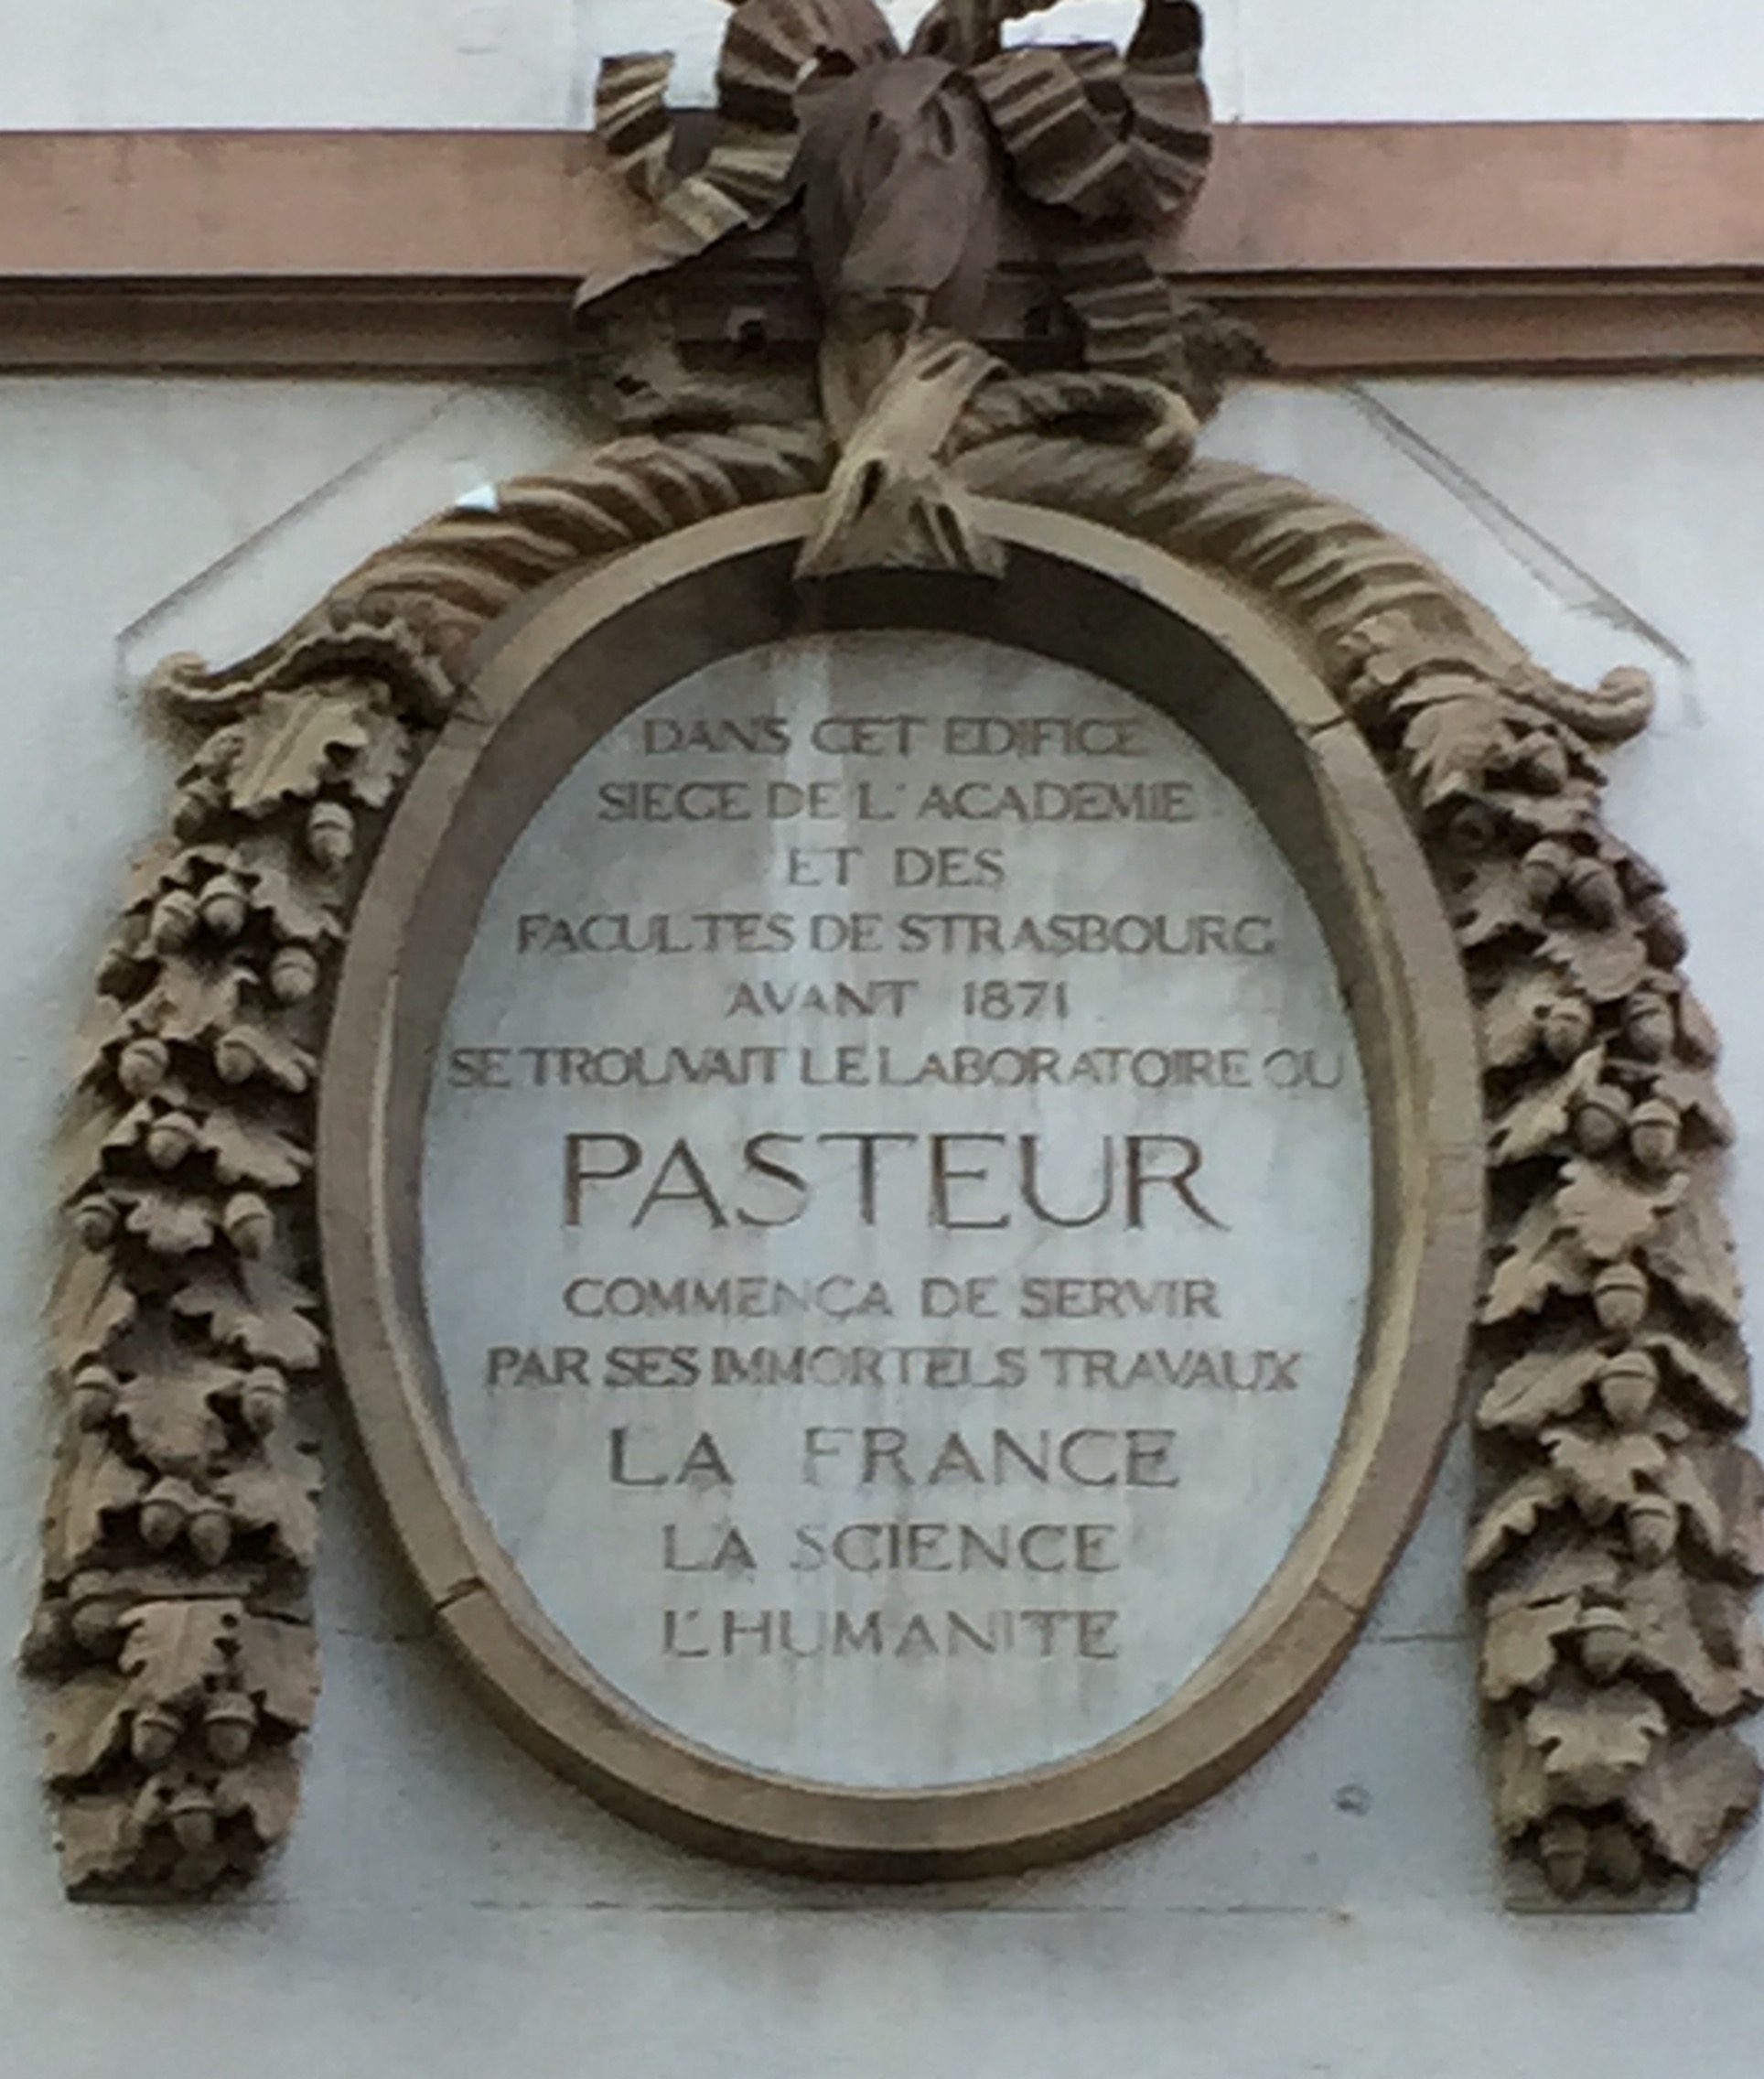 DANS CET EDIFICE
SIEGE DE L'ACADEMIE
ET DES
FACULTES DE STRASBOURG
AVANT 1871
SE TROUVAIT LE LABORATOIRE OU
PASTEUR
COMMENÇA DE SERVIR
PAR SES IMMORTELS TRAVAUX
LA FRANCE
LA SCIENCE
L'HUMANITE